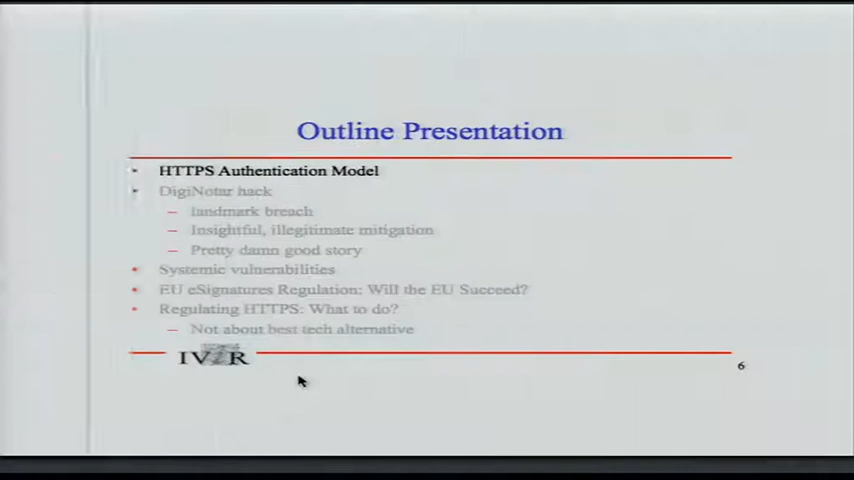 Outline Presentation
• HTTPS Authentication Model
• DigiNotar hack
– landmark breach
– Insightful, illegitimate mitigation
– Pretty damn good story
• Systemic vulnerabilities
• EU eSignatures Regulation: Will the EU Succeed?
• Regulating HTTPS: What to do?
– Not about best tech alternative
IViR
6